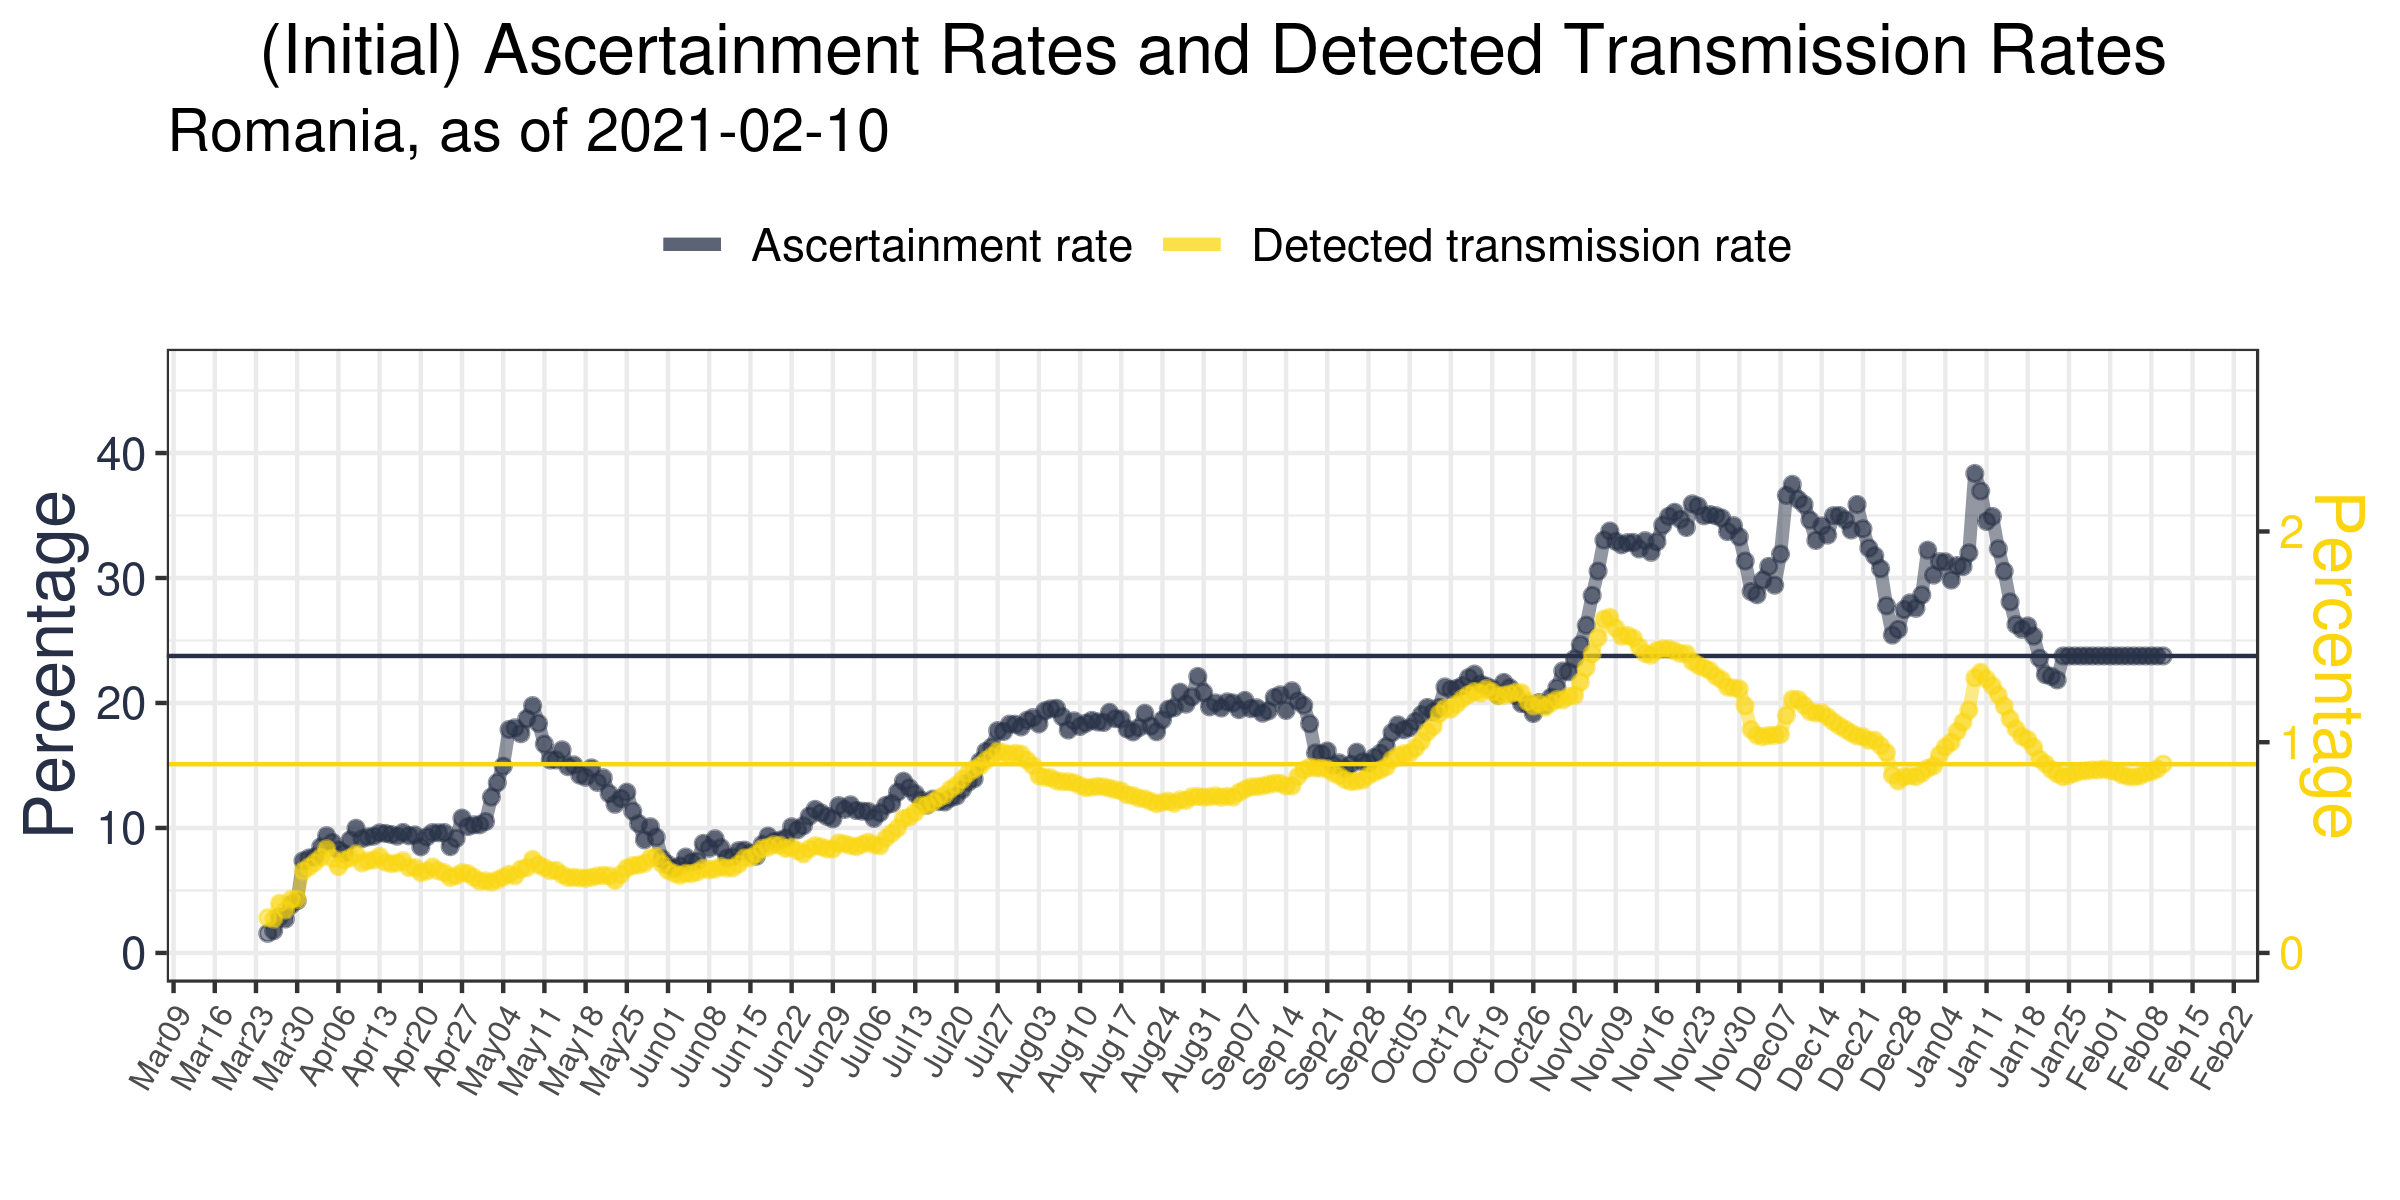 (Initial) Ascertainment Rates and Detected Transmission Rates
Romania, as of 2021-02-10
Ascertainment rate
Detected transmission rate
Percentage
40
30
20
10
0
2
1
0
Percentage
Mar09
Mar16
Mar23
Mar30
Apr06
Apr13
Apr20
Apr27
May04
May11
May18
May25
Jun01
Jun08
Jun15
Jun22
Jun29
Jul06
Jul13
Jul20
Jul27
Aug03
Aug10
Aug17
Aug24
Aug31
Sep07
Sep14
Sep21
Sep28
Oct05
Oct12
Oct19
Oct26
Nov02
Nov09
Nov16
Nov23
Nov30
Dec07
Dec14
Dec21
Dec28
Jan04
Jan11
Jan18
Jan25
Feb01
Feb08
Feb15
Feb22